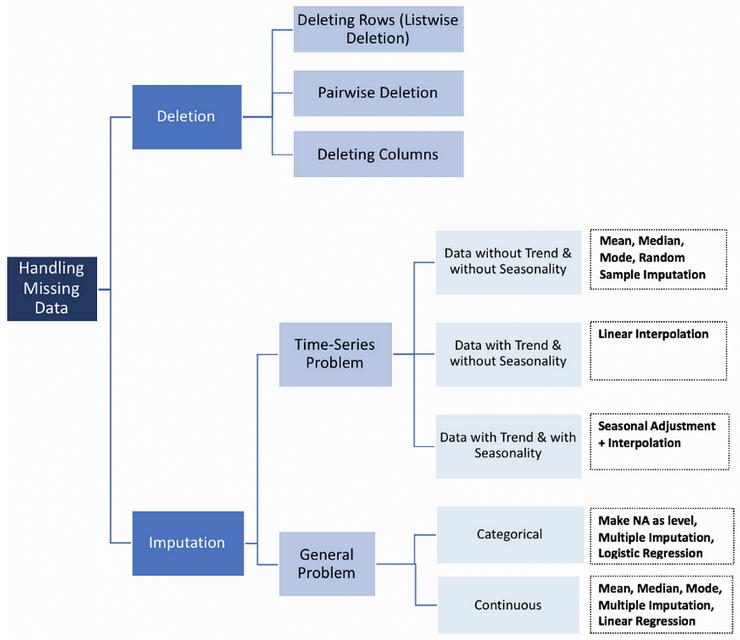 Deleting Rows (Listwise
Deletion)
Deletion
Pairwise Deletion
Deleting Columns
Handling
Missing
Data
Data without Trend &
without Seasonality
Mean, Median,
Mode, Random
Sample Imputation
Time-Series
Problem
Data with Trend &
without Seasonality
Linear Interpolation
Data with Trend & with
Seasonality
Seasonal Adjustment
+ Interpolation
Imputation
General
Problem
Categorical
Make NA as level,
Multiple Imputation,
Logistic Regression
Continuous
Mean, Median, Mode,
Multiple Imputation,
Linear Regression